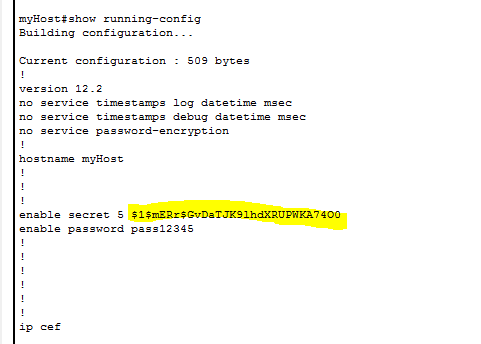 myHost#show running-config
Building configuration...
Current configuration : 509 bytes
!
version 12.2
no service timestamps log datetime msec
no service timestamps debug datetime msec
no service password-encryption
!
hostname myHost
!
!
!
enable secret 5 $1$mERr$GvDaTJK9lhdXRUPWKA74O0
enable password pass12345
!
!
!
!
!
!
ip cef